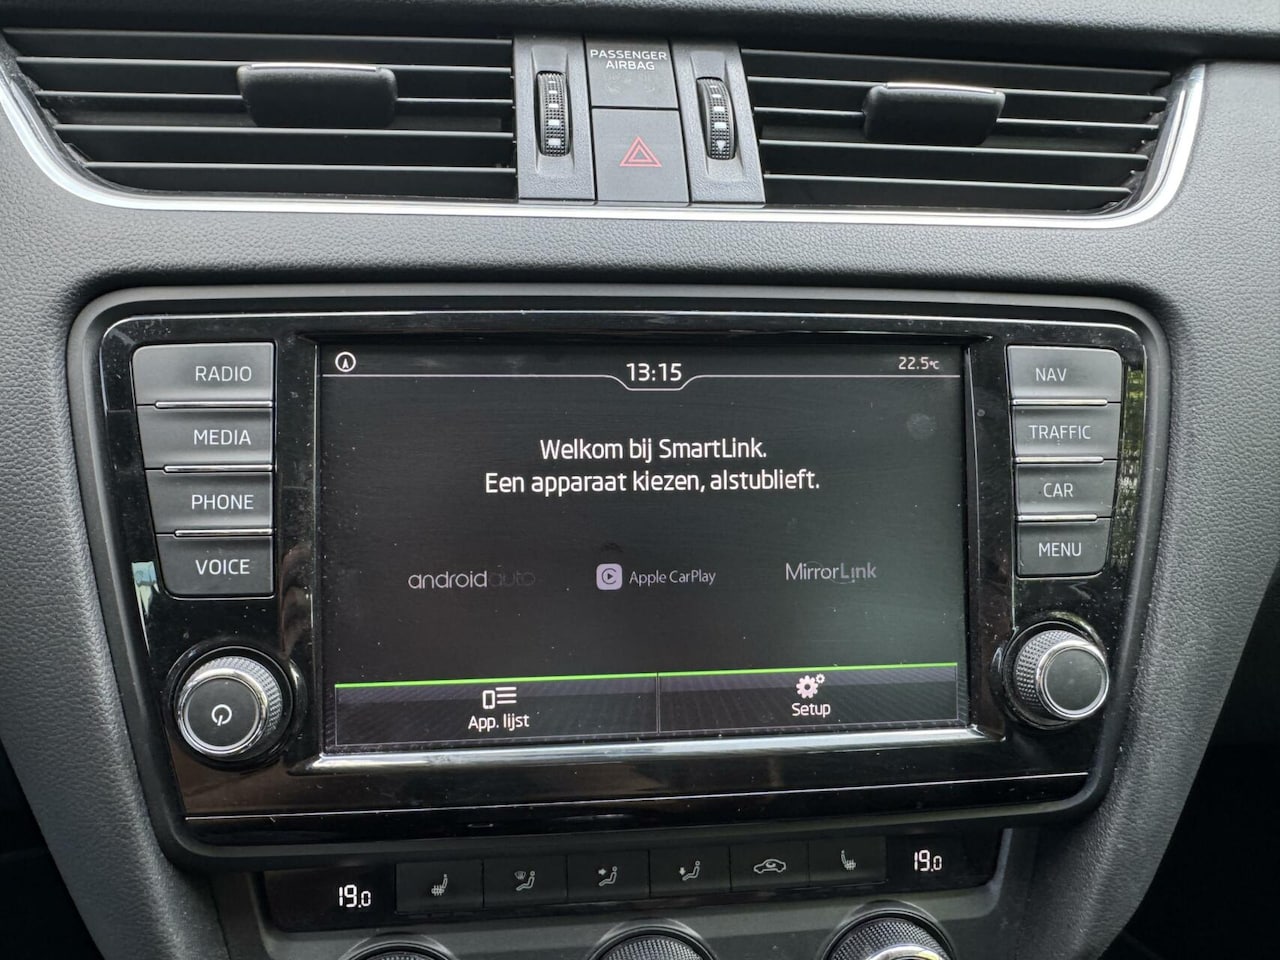 PASSENGER
AIRBAG
RADIO
MEDIA
PHONE
VOICE
13:15
22.5°C
Welkom bij SmartLink.
Een apparaat kiezen, alstublieft.
androidauto
Apple CarPlay
MirrorLink
App. lijst
Setup
NAV
TRAFFIC
CAR
MENU
19.0
19.0